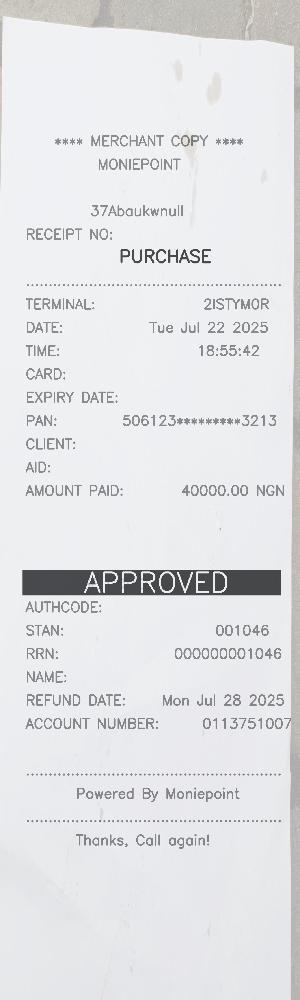 **** MERCHANT COPY ****
MONIEPOINT
37Abaukwnull
RECEIPT NO:
PURCHASE
TERMINAL: 2ISTYMOR
DATE: Tue Jul 22 2025
TIME: 18:55:42
CARD:
EXPIRY DATE:
PAN: 506123*********3213
CLIENT:
AID:
AMOUNT PAID: 40000.00 NGN
APPROVED
AUTHCODE:
STAN: 001046
RRN: 000000001046
NAME:
REFUND DATE: Mon Jul 28 2025
ACCOUNT NUMBER: 0113751007
Powered By Moniepoint
Thanks, Call again!